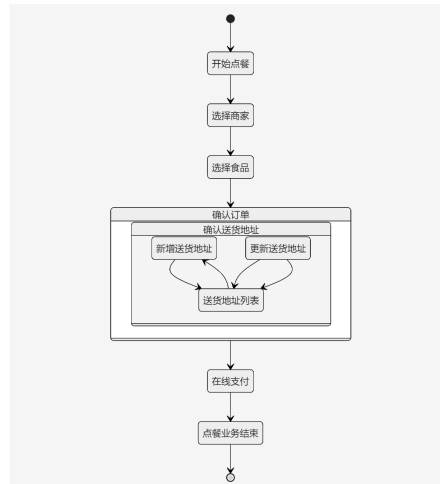 开始点餐
选择商家
选择食品
确认订单
确认送货地址
新增送货地址
更新送货地址
送货地址列表
在线支付
点餐业务结束